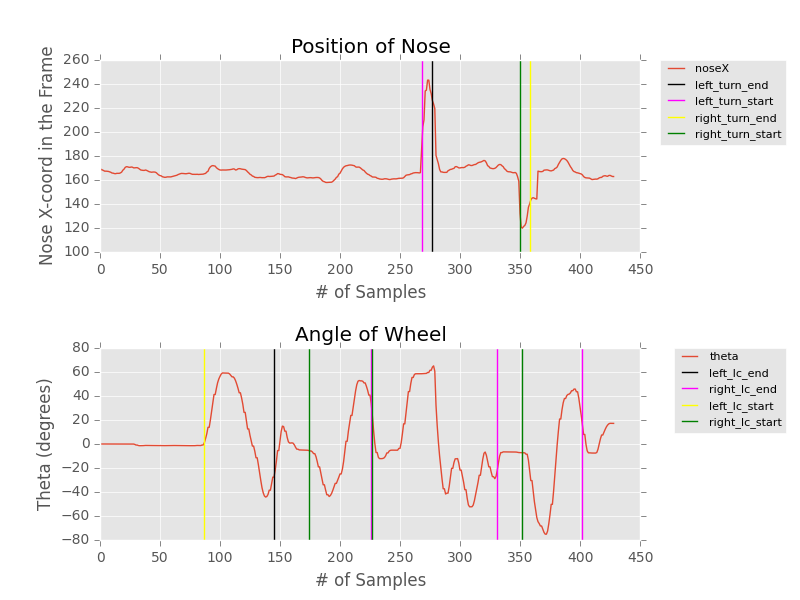 Position of Nose
Nose X-coord in the Frame
260
240
220
200
180
160
140
120
100
0 50 100 150 200 250 300 350 400 450
# of Samples
noseX
left_turn_end
left_turn_start
right_turn_end
right_turn_start
Angle of Wheel
Theta (degrees)
80
60
40
20
0
−20
−40
−60
−80
0 50 100 150 200 250 300 350 400 450
# of Samples
theta
left_lc_end
right_lc_end
left_lc_start
right_lc_start